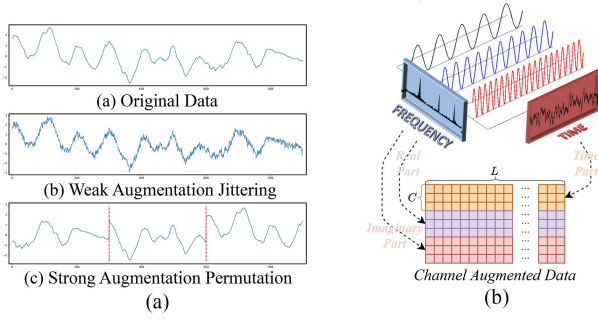 (a) Original Data
(b) Weak Augmentation Jittering
(c) Strong Augmentation Permutation
(a)
FREQUENCY
TIME
Real
Part
Time
Part
L
C
Imaginary
Part
Channel Augmented Data
(b)